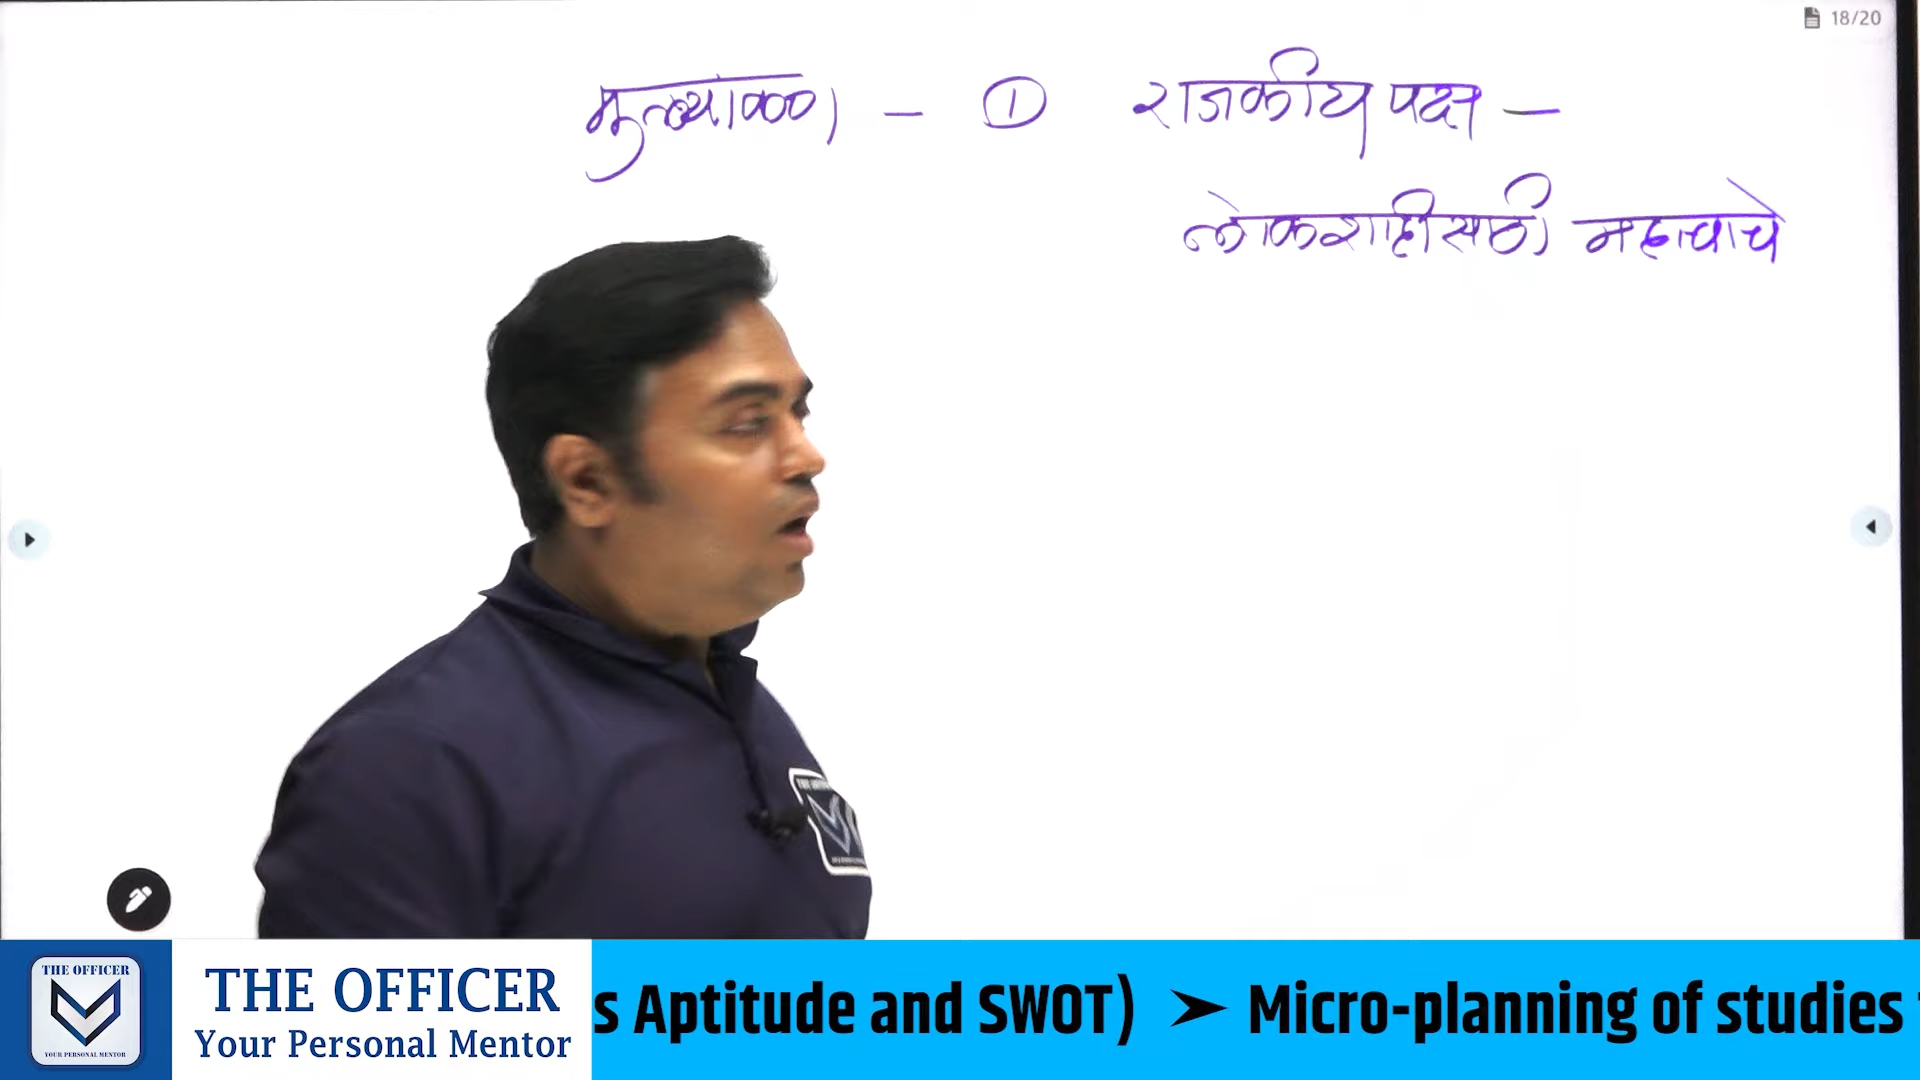 18/20
मुल्यांकण - ① राजकीय पक्ष -
लोकशाहीसाठी महत्वाचे
THE OFFICER
YOUR PERSONAL MENTOR
THE OFFICER
Your Personal Mentor
s Aptitude and SWOT) ➤ Micro-planning of studies